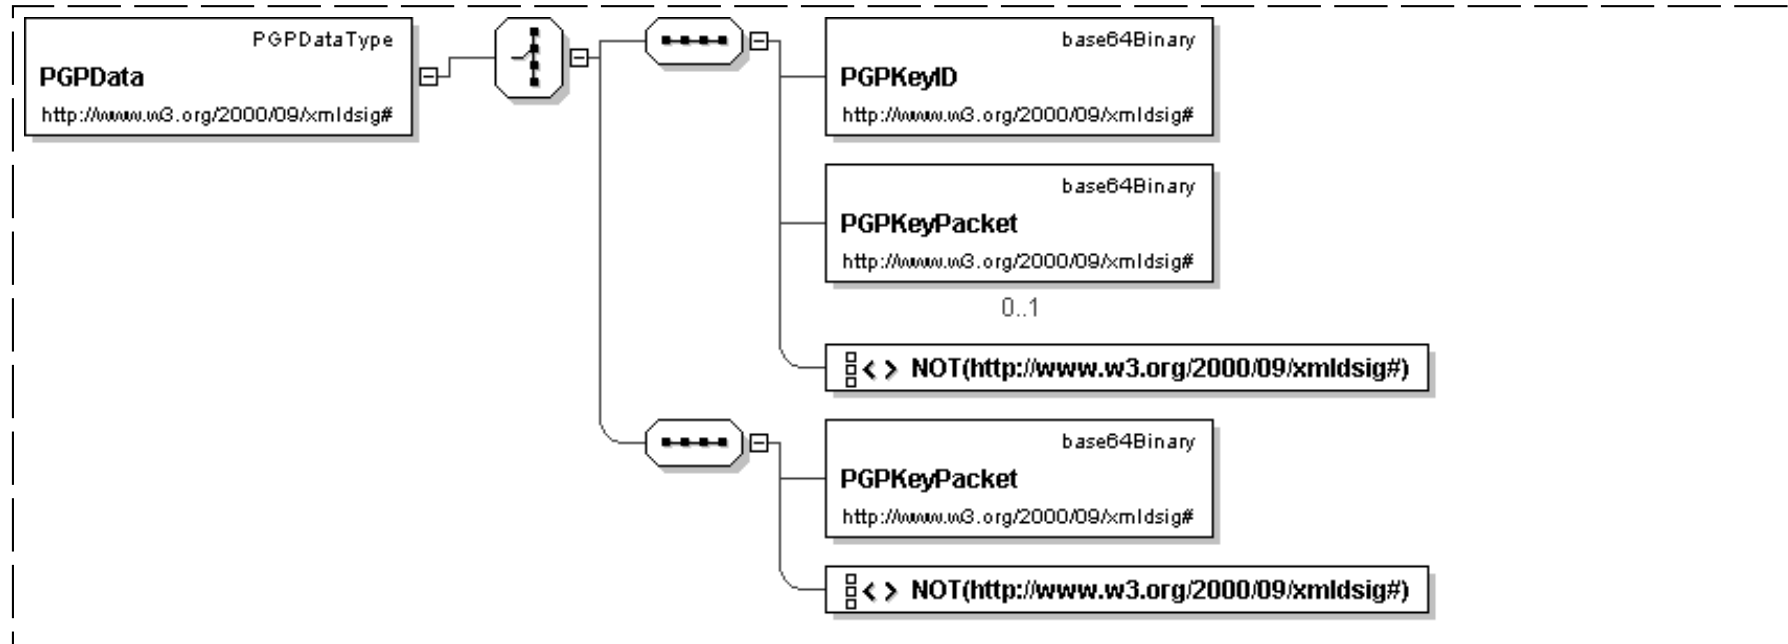 PGPDataType
PGPData
http://www.w3.org/2000/09/xmldsig#
base64Binary
PGPKeyID
http://www.w3.org/2000/09/xmldsig#
base64Binary
PGPKeyPacket
http://www.w3.org/2000/09/xmldsig#
0..1
< > NOT(http://www.w3.org/2000/09/xmldsig#)
base64Binary
PGPKeyPacket
http://www.w3.org/2000/09/xmldsig#
< > NOT(http://www.w3.org/2000/09/xmldsig#)